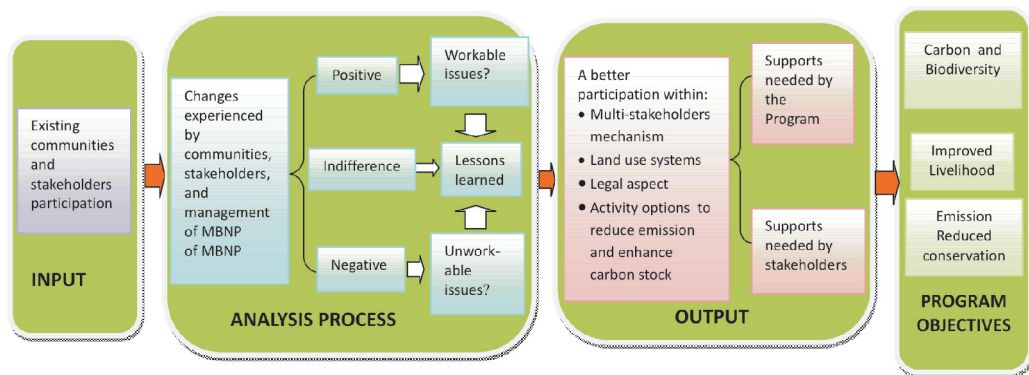 Existing
communities
and
stakeholders
participation
INPUT
Changes
experienced
by
communities,
stakeholders,
and
management
of MBNP
of MBNP
Positive
Indifference
Negative
Workable
issues?
Lessons
learned
Unwork-
able
issues?
ANALYSIS PROCESS
A better
participation within:
• Multi-stakeholders
mechanism
• Land use systems
• Legal aspect
• Activity options to
reduce emission
and enhance
carbon stock
Supports
needed by
the
Program
Supports
needed by
stakeholders
OUTPUT
Carbon and
Biodiversity
Improved
Livelihood
Emission
Reduced
conservation
PROGRAM
OBJECTIVES